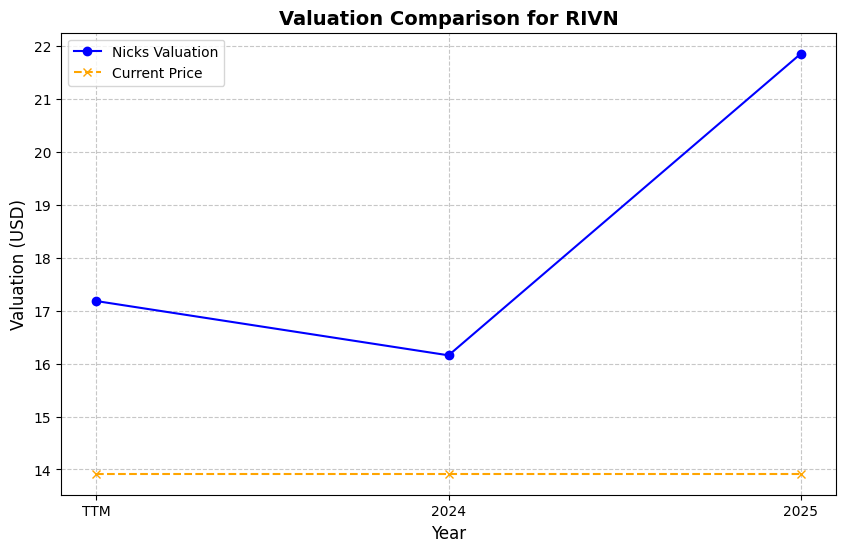 Valuation Comparison for RIVN
Nicks Valuation
Current Price
Valuation (USD)
22
21
20
19
18
17
16
15
14
TTM
2024
2025
Year